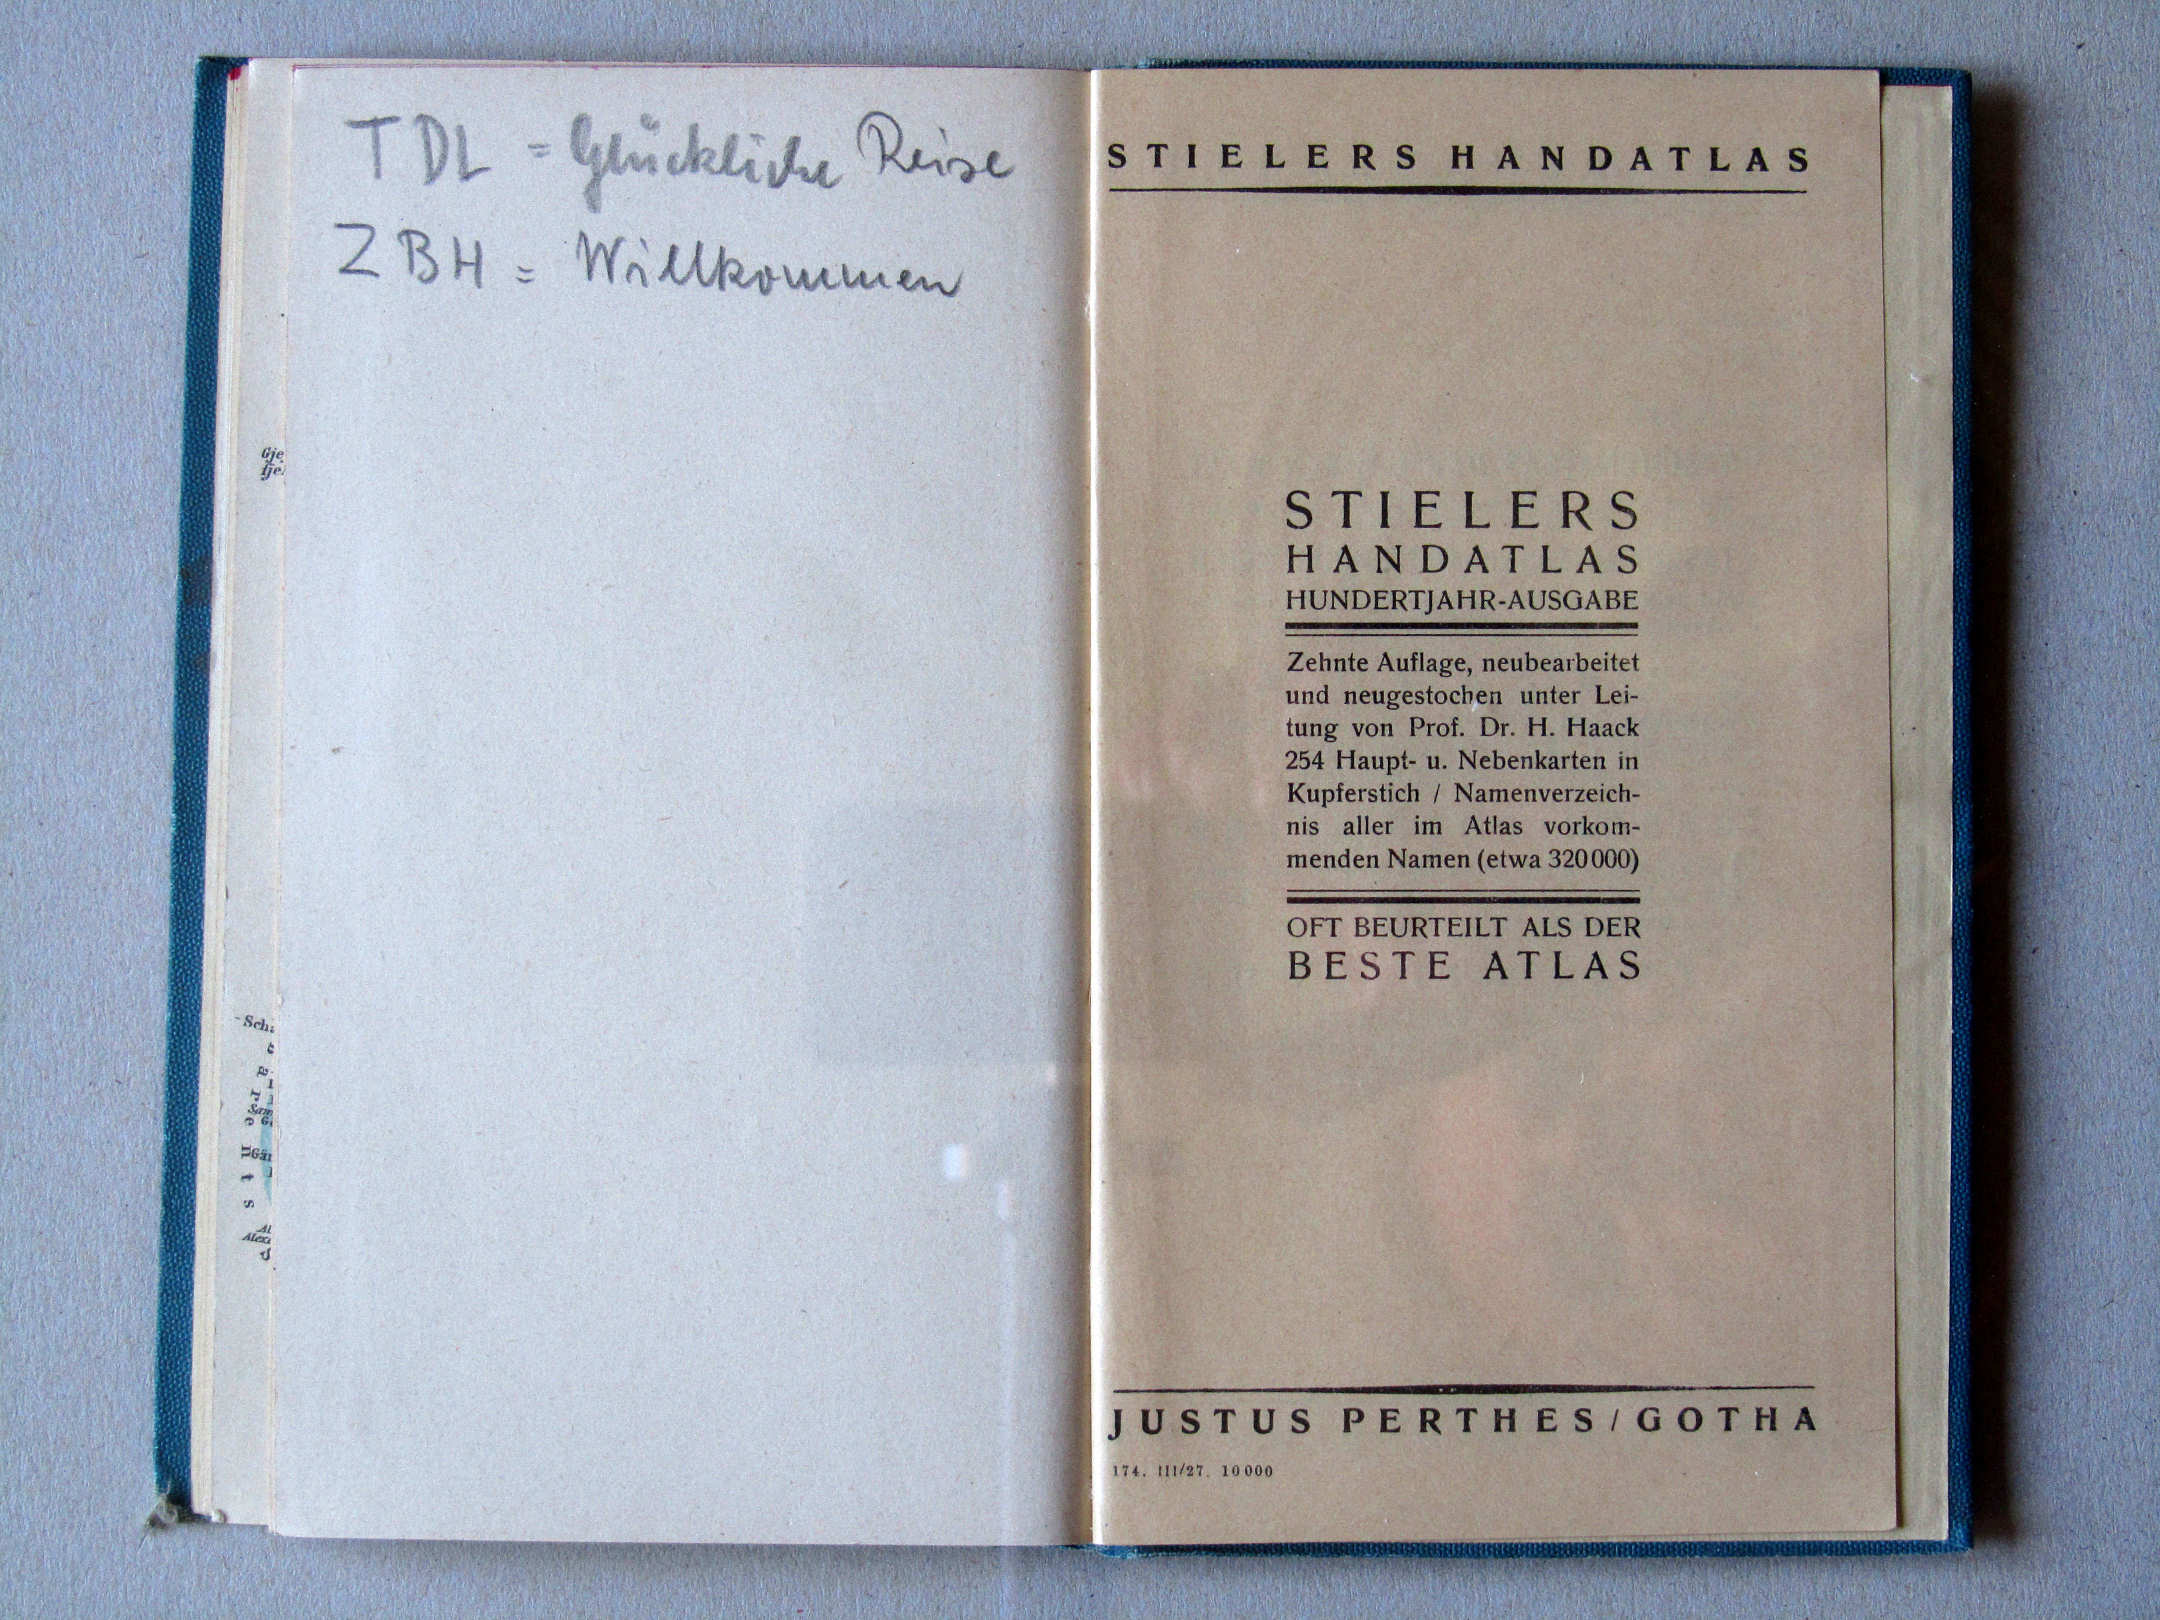 TDL = Glückliche Reise
ZBH = Willkommen
STIELERS HANDATLAS
STIELERS
HANDATLAS
HUNDERTJAHR-AUSGABE
Zehnte Auflage, neubearbeitet
und neugestochen unter Lei-
tung von Prof. Dr. H. Haack
254 Haupt- u. Nebenkarten in
Kupferstich / Namenverzeich-
nis aller im Atlas vorkom-
menden Namen (etwa 320000)
OFT BEURTEILT ALS DER
BESTE ATLAS
JUSTUS PERTHES/GOTHA
174. III/27. 10000